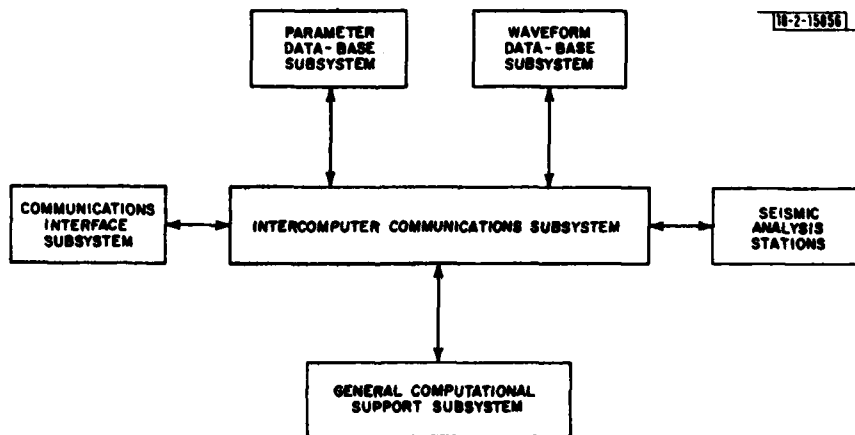 PARAMETER
DATA-BASE
SUBSYSTEM
WAVEFORM
DATA-BASE
SUBSYSTEM
18-2-15856
COMMUNICATIONS
INTERFACE
SUBSYSTEM
INTERCOMPUTER COMMUNICATIONS SUBSYSTEM
SEISMIC
ANALYSIS
STATIONS
GENERAL COMPUTATIONAL
SUPPORT SUBSYSTEM